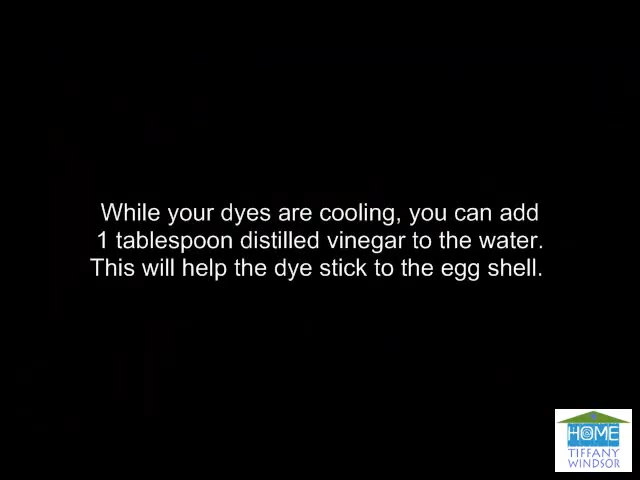 While your dyes are cooling, you can add
1 tablespoon distilled vinegar to the water.
This will help the dye stick to the egg shell.
HOME
TIFFANY
WINDSOR